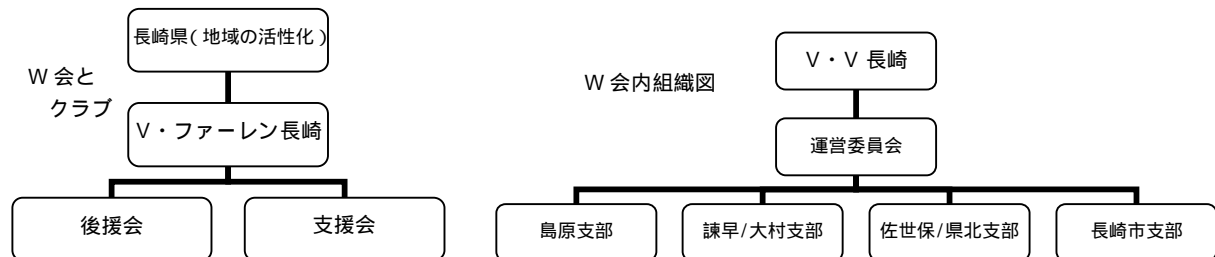 長崎県(地域の活性化)
W会と
クラブ
V・ファーレン長崎
後援会
支援会
W会内組織図
V・V長崎
運営委員会
島原支部
諫早/大村支部
佐世保/県北支部
長崎市支部